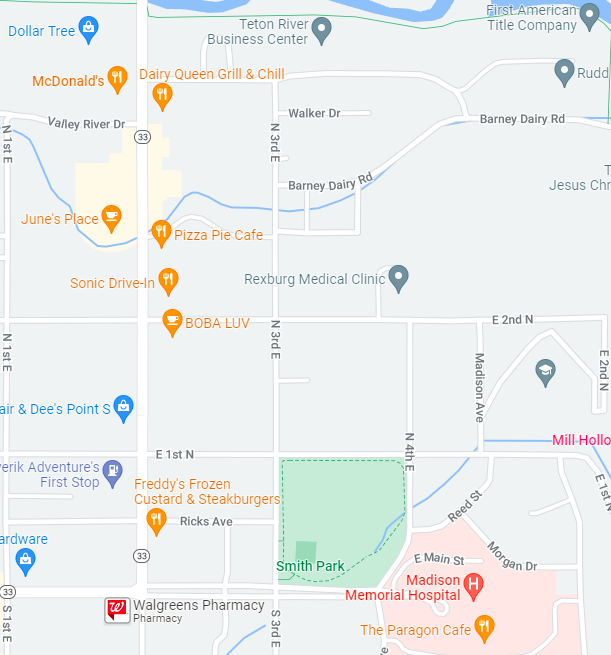 First American
Title Company
Teton River
Business Center
Dollar Tree
McDonald's
Dairy Queen Grill & Chill
Rudd
Valley River Dr
Walker Dr
Barney Dairy Rd
33
N 1st E
N 3rd E
Barney Dairy Rd
T
Jesus Chr
June's Place
Pizza Pie Cafe
Sonic Drive-In
Rexburg Medical Clinic
BOBA LUV
E 2nd N
N 1st E
N 3rd E
Madison Ave
E 2nd N
air & Dee's Point S
N 4th E
Mill Hollo
E 1st N
verik Adventure's
First Stop
Freddy's Frozen
Custard & Steakburgers
E 1st N
Ricks Ave
Reed St
ardware
33
E Main St
Morgan Dr
Smith Park
Madison
Memorial Hospital
H
33
Walgreens Pharmacy
Pharmacy
S 1st E
S 3rd E
The Paragon Cafe